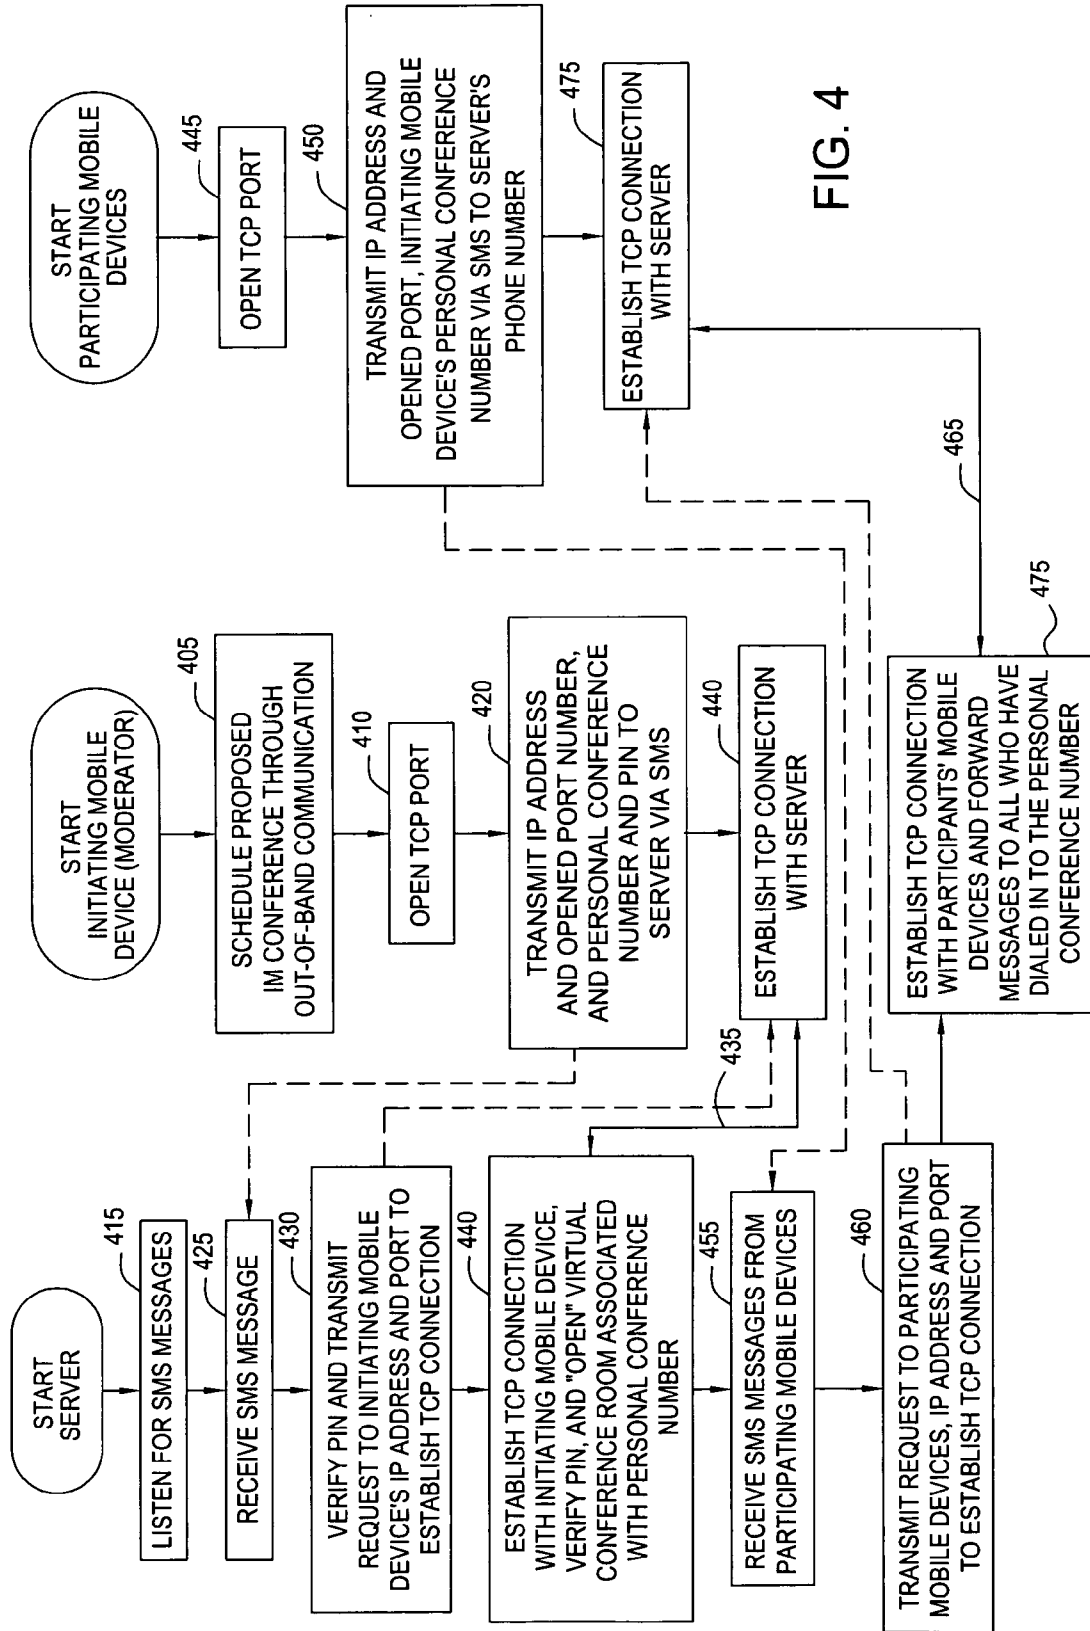 START
SERVER
415
LISTEN FOR SMS MESSAGES
425
RECEIVE SMS MESSAGE
430
VERIFY PIN AND TRANSMIT
REQUEST TO INITIATING MOBILE
DEVICE'S IP ADDRESS AND PORT TO
ESTABLISH TCP CONNECTION
440
ESTABLISH TCP CONNECTION
WITH INITIATING MOBILE DEVICE,
VERIFY PIN, AND "OPEN" VIRTUAL
CONFERENCE ROOM ASSOCIATED
WITH PERSONAL CONFERENCE
NUMBER
455
RECEIVE SMS MESSAGES FROM
PARTICIPATING MOBILE DEVICES
460
TRANSMIT REQUEST TO PARTICIPATING
MOBILE DEVICES, IP ADDRESS AND PORT
TO ESTABLISH TCP CONNECTION
START
INITIATING MOBILE
DEVICE (MODERATOR)
405
SCHEDULE PROPOSED
IM CONFERENCE THROUGH
OUT-OF-BAND COMMUNICATION
410
OPEN TCP PORT
420
TRANSMIT IP ADDRESS
AND OPENED PORT NUMBER,
AND PERSONAL CONFERENCE
NUMBER AND PIN TO
SERVER VIA SMS
440
ESTABLISH TCP CONNECTION
WITH SERVER
435
475
ESTABLISH TCP CONNECTION
WITH PARTICIPANTS' MOBILE
DEVICES AND FORWARD
MESSAGES TO ALL WHO HAVE
DIALED IN TO THE PERSONAL
CONFERENCE NUMBER
START
PARTICIPATING MOBILE
DEVICES
445
OPEN TCP PORT
450
TRANSMIT IP ADDRESS AND
OPENED PORT, INITIATING MOBILE
DEVICE'S PERSONAL CONFERENCE
NUMBER VIA SMS TO SERVER'S
PHONE NUMBER
475
ESTABLISH TCP CONNECTION
WITH SERVER
465
FIG. 4